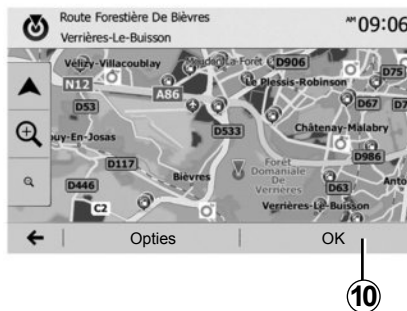 Route Forestière De Bièvres
Verrières-Le-Buisson
AM 09:06
Vélizy-Villacoublay
Meudon-La-Forêt
D906
Le Plessis-Robinson
D75
N12
A86
D53
D67
D533
Châtenay-Malabry
uy-En-Josas
D117
D986
Forêt
Domaniale
De
Verrières
Bièvres
D446
D63
Anto
C2
Verrières-Le-Buisson
Opties
OK
10